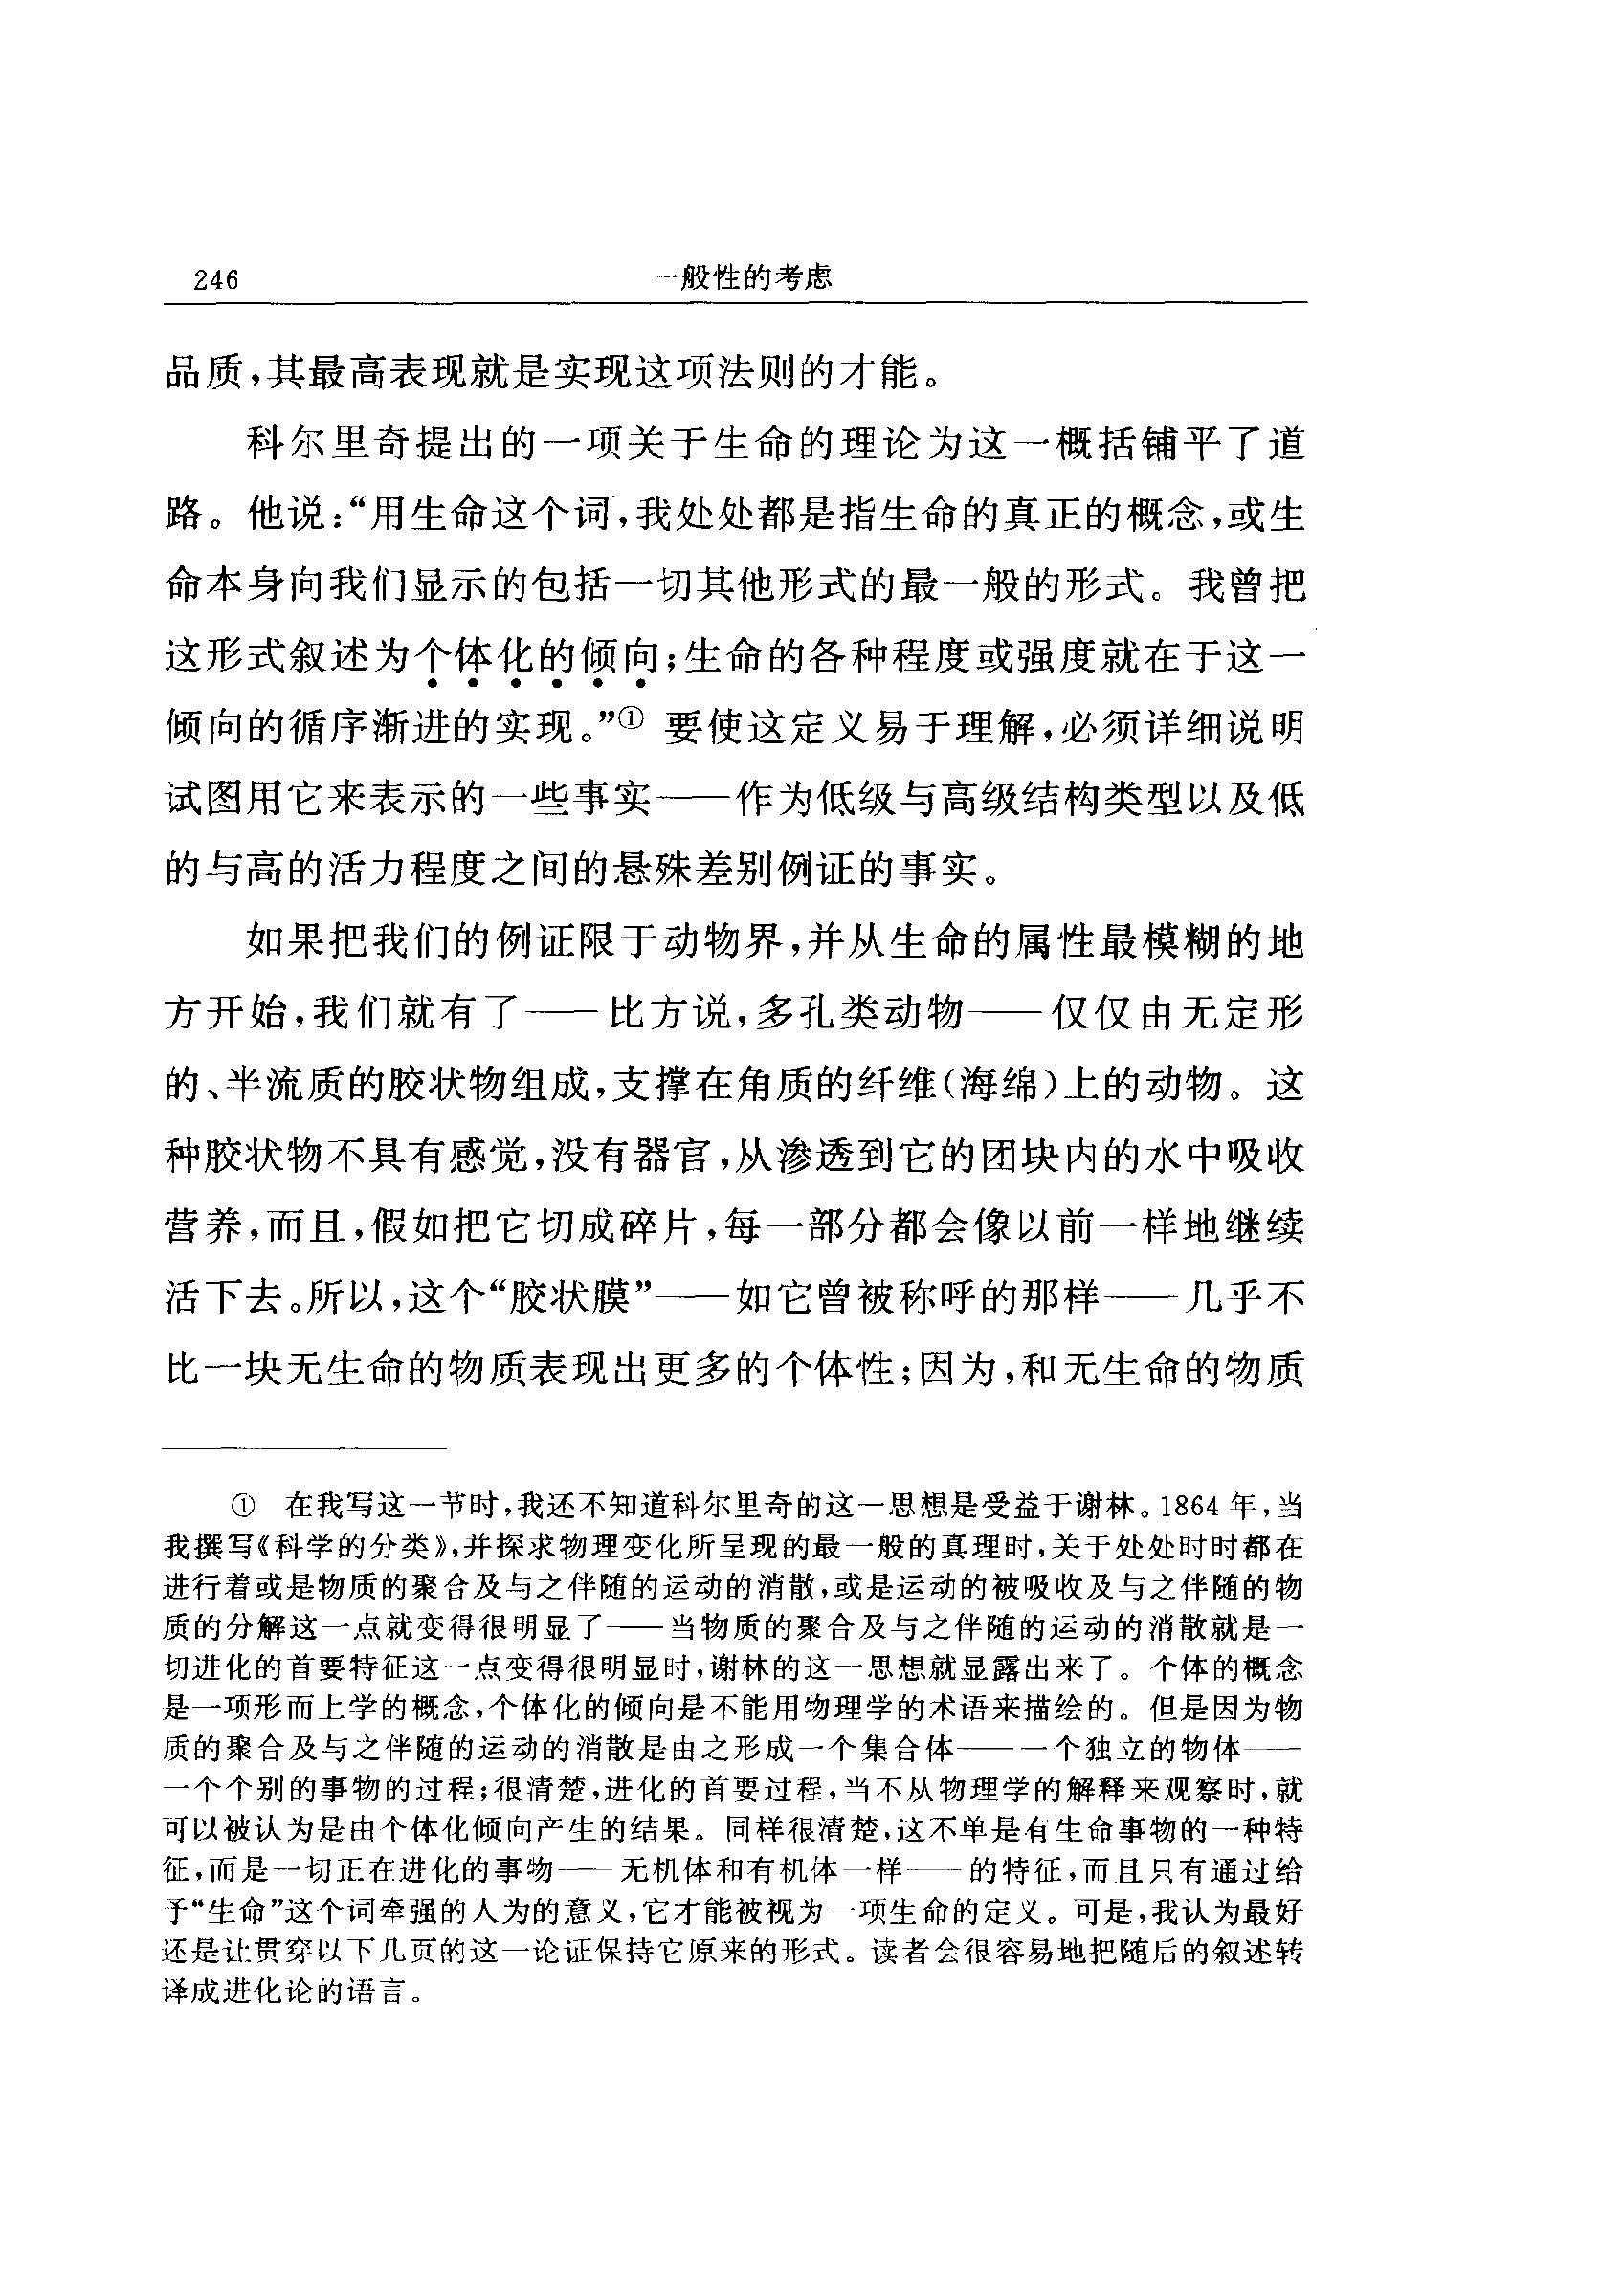 246 一般性的考虑
品质,其最高表现就是实现这项法则的才能。
科尔里奇提出的一项关于生命的理论为这一概括铺平了道
路。他说:“用生命这个词,我处处都是指生命的真正的概念,或生
命本身向我们显示的包括一切其他形式的最一般的形式。我曾把
这形式叙述为个体化的倾向;生命的各种程度或强度就在于这一
倾向的循序渐进的实现。”① 要使这定义易于理解,必须详细说明
试图用它来表示的一些事实——作为低级与高级结构类型以及低
的与高的活力程度之间的悬殊差别例证的事实。
如果把我们的例证限于动物界,并从生命的属性最模糊的地
方开始,我们就有了——比方说,多孔类动物——仅仅由无定形
的、半流质的胶状物组成,支撑在角质的纤维(海绵)上的动物。这
种胶状物不具有感觉,没有器官,从渗透到它的团块内的水中吸收
营养,而且,假如把它切成碎片,每一部分都会像以前一样地继续
活下去。所以,这个“胶状膜”——如它曾被称呼的那样——几乎不
比一块无生命的物质表现出更多的个体性;因为,和无生命的物质
① 在我写这一节时,我还不知道科尔里奇的这一思想是受益于谢林。1864 年,当
我撰写《科学的分类》,并探求物理变化所呈现的最一般的真理时,关于处处时时都在
进行着或是物质的聚合及与之伴随的运动的消散,或是运动的被吸收及与之伴随的物
质的分解这一点就变得很明显了——当物质的聚合及与之伴随的运动的消散就是一
切进化的首要特征这一点变得很明显时,谢林的这一思想就显露出来了。个体的概念
是一项形而上学的概念,个体化的倾向是不能用物理学的术语来描绘的。但是因为物
质的聚合及与之伴随的运动的消散是由之形成一个集合体——一个独立的物体——
一个个别的事物的过程;很清楚,进化的首要过程,当不从物理学的解释来观察时,就
可以被认为是由个体化倾向产生的结果。同样很清楚,这不单是有生命事物的一种特
征,而是一切正在进化的事物——无机体和有机体一样——的特征,而且只有通过给
予“生命”这个词牵强的人为的意义,它才能被视为一项生命的定义。可是,我认为最好
还是让贯穿以下几页的这一论证保持它原来的形式。读者会很容易地把随后的叙述转
译成进化论的语言。